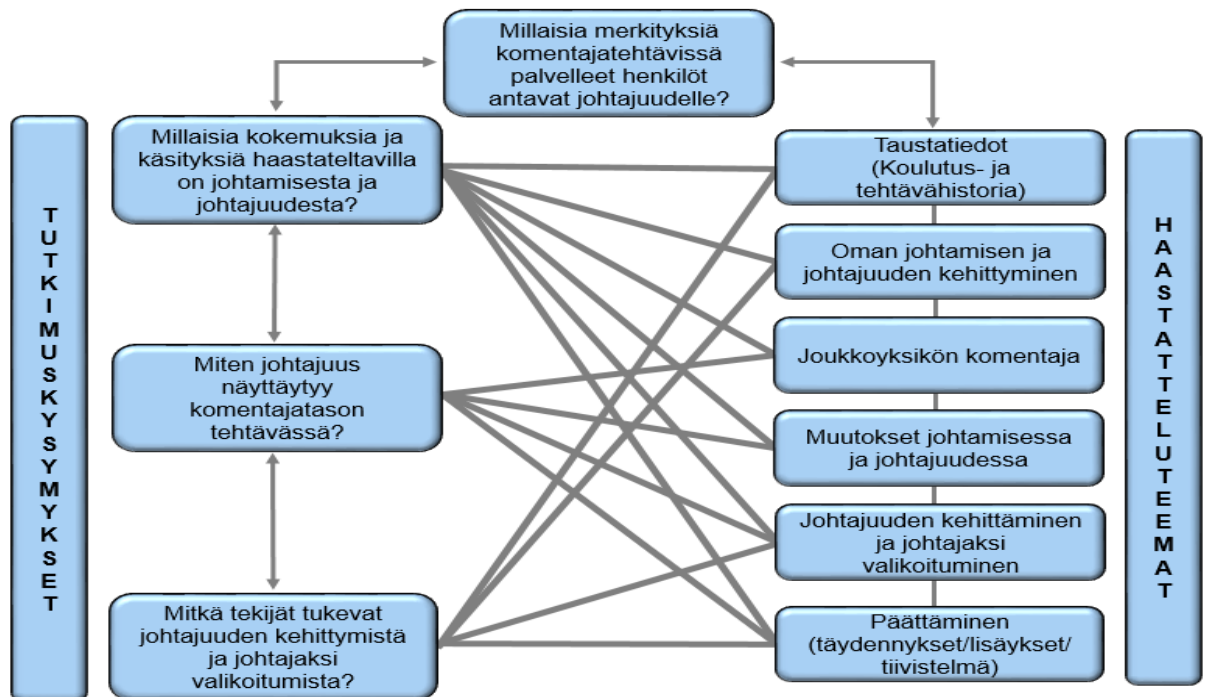 Millaisia merkityksiä
komentajatehtävissä
palvelleet henkilöt
antavat johtajuudelle?
TUTKIMUSKYSYMYKSET
Millaisia kokemuksia ja
käsityksiä haastateltavilla
on johtamisesta ja
johtajuudesta?
Miten johtajuus
näyttäytyy
komentajatason
tehtävässä?
Mitkä tekijät tukevat
johtajuuden kehittymistä
ja johtajaksi
valikoitumista?
Taustatiedot
(Koulutus- ja
tehtävähistoria)
Oman johtamisen ja
johtajuuden kehittyminen
Joukkoyksikön komentaja
Muutokset johtamisessa
ja johtajuudessa
Johtajuuden kehittäminen
ja johtajaksi
valikoituminen
Päättäminen
(täydennykset/lisäykset/
tiivistelmä)
HAASTATTELUTEEMAT